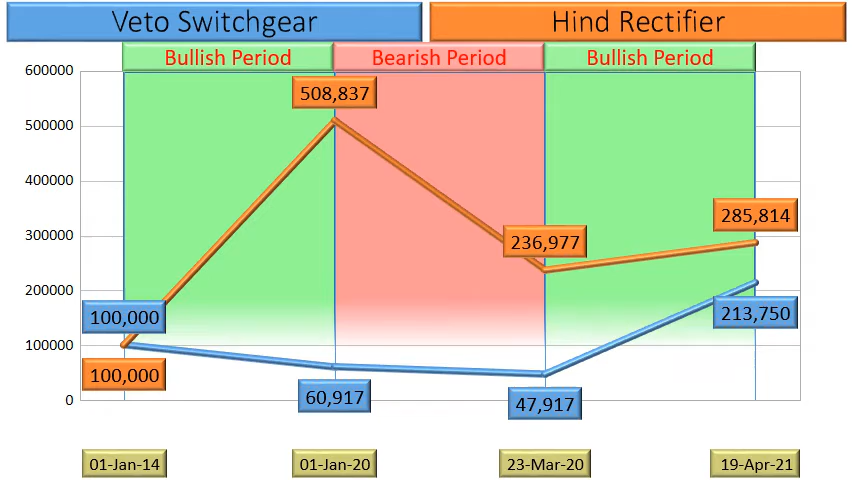 Veto Switchgear
Hind Rectifier
Bullish Period
Bearish Period
Bullish Period
600000
500000
400000
300000
200000
100000
0
508,837
236,977
285,814
100,000
213,750
100,000
60,917
47,917
01-Jan-14
01-Jan-20
23-Mar-20
19-Apr-21